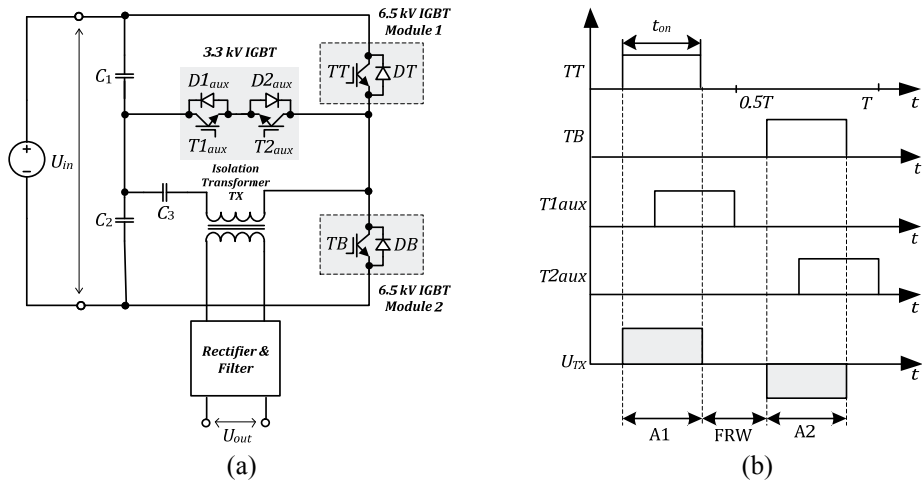 6.5 kV IGBT
Module 1
3.3 kV IGBT
D1aux D2aux
TT DT
C1
T1aux T2aux
Uin
+
−
Isolation
Transformer
TX
C2
C3
TB DB
6.5 kV IGBT
Module 2
Rectifier &
Filter
Uout
(a)
ton
TT
0.5T T t
TB
t
T1aux
t
T2aux
t
UTX
t
A1 FRW A2
(b)